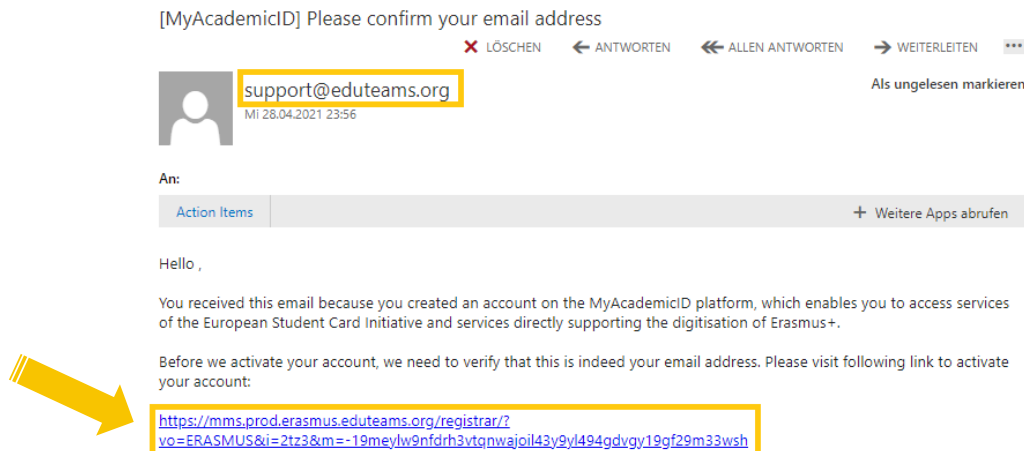 [MyAcademicID] Please confirm your email address
LÖSCHEN ANTWORTEN ALLEN ANTWORTEN WEITERLEITEN •••
support@eduteams.org
Als ungelesen markieren
Mi 28.04.2021 23:56
An:
Action Items + Weitere Apps abrufen
Hello ,
You received this email because you created an account on the MyAcademicID platform, which enables you to access services
of the European Student Card Initiative and services directly supporting the digitisation of Erasmus+.
Before we activate your account, we need to verify that this is indeed your email address. Please visit following link to activate
your account:
https://mms.prod.erasmus.eduteams.org/registrar/?
vo=ERASMUS&i=2tz3&m=-19meylw9nfdrh3vtqnwajoil43y9yl494gdvgy19gf29m33wsh